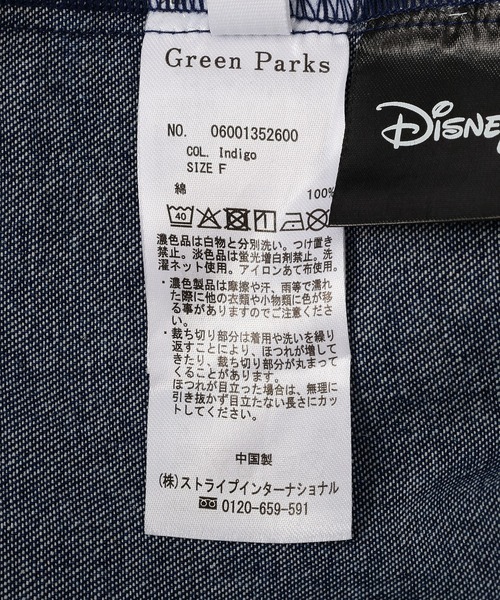 Green Parks
NO. 06001352600
COL. Indigo
SIZE F
綿 100%
40
濃色品は白物と分別洗い。つけ置き
禁止。淡色品は蛍光増白剤禁止。洗
濯ネット使用。アイロンあて布使用。
・濃色製品は摩擦や汗、雨等で濡れ
た際に他の衣類や小物類に色が移
る事がありますのでご注意くださ
い。
・裁ち切り部分は着用や洗いを繰り
返すことにより、ほつれが増して
きたり、裁ち切り部分が丸まって
くることがあります。
ほつれが目立った場合は、無理に
引き抜かず目立たない長さにカッ
トしてください。
中国製
(株)ストライプインターナショナル
0120-659-591
DISNE